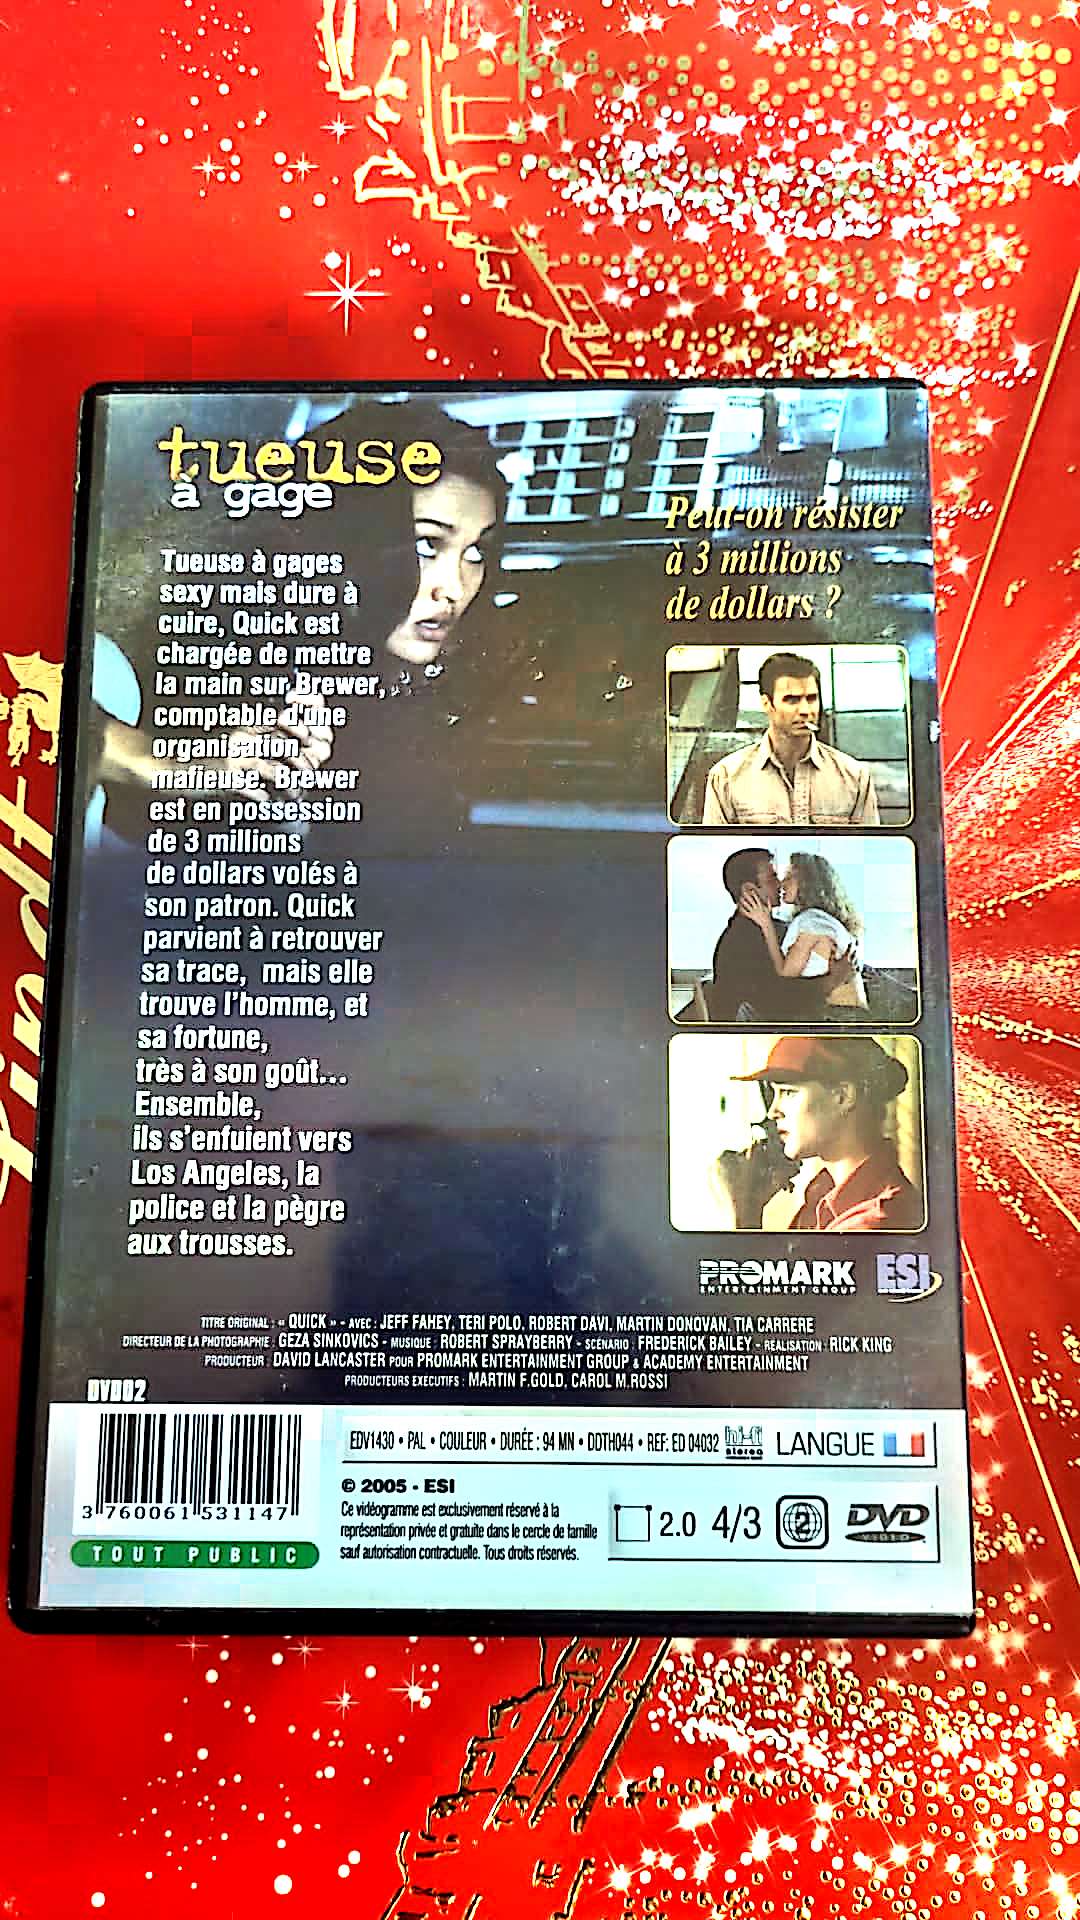 tueuse
à gage
Peut-on résister
à 3 millions
de dollars ?
Tueuse à gages
sexy mais dure à
cuire, Quick est
chargée de mettre
la main sur Brewer,
comptable d'une
organisation
mafieuse. Brewer
est en possession
de 3 millions
de dollars volés à
son patron. Quick
parvient à retrouver
sa trace, mais elle
trouve l'homme, et
sa fortune,
très à son goût...
Ensemble,
ils s'enfuient vers
Los Angeles, la
police et la pègre
aux trousses.
PROMARK
ENTERTAINMENT GROUP
ESI
TITRE ORIGINAL : « QUICK » - AVEC : JEFF FAHEY, TERI POLO, ROBERT DAVI, MARTIN DONOVAN, TIA CARRERE
DIRECTEUR DE LA PHOTOGRAPHIE : GEZA SINKOVICS - MUSIQUE : ROBERT SPRAYBERRY - SCENARIO : FREDERICK BAILEY - REALISATION : RICK KING
PRODUCTEUR : DAVID LANCASTER POUR PROMARK ENTERTAINMENT GROUP & ACADEMY ENTERTAINMENT
PRODUCTEURS EXECUTIFS : MARTIN F.GOLD, CAROL M.ROSSI
DVD02
EDV1430 • PAL • COULEUR • DURÉE : 94 MN • DDTH044 • REF: ED 04032 hi-fi stereo LANGUE
3 760061 531147
TOUT PUBLIC
© 2005 - ESI
Ce vidéogramme est exclusivement réservé à la
représentation privée et gratuite dans le cercle de famille
sauf autorisation contractuelle. Tous droits réservés.
2.0 4/3 2 DVD
VIDEO
Lindt